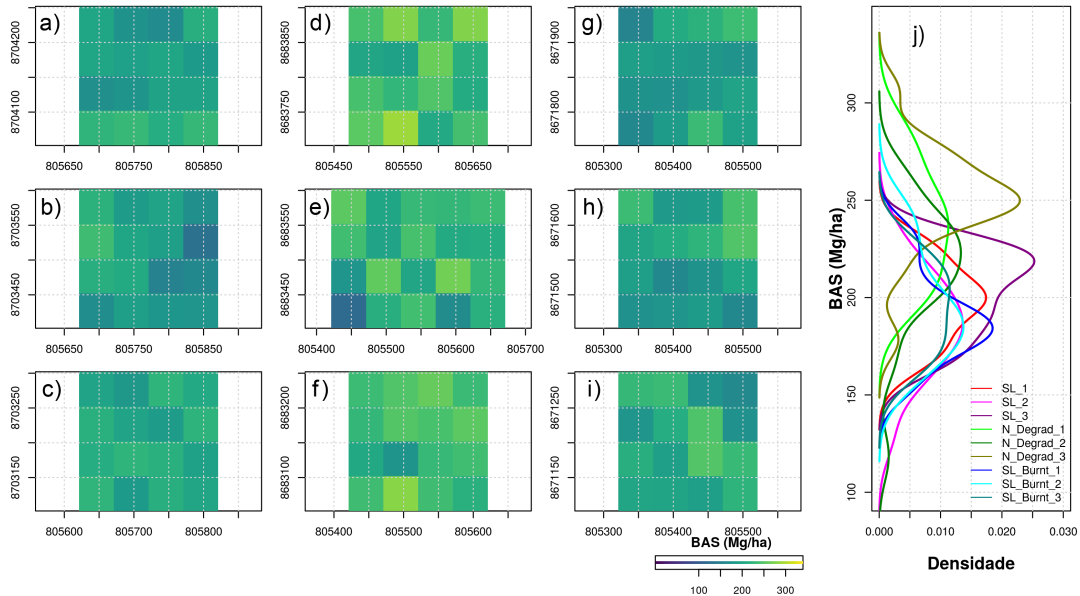 a)
8704100 8704200
805650 805750 805850
d)
8683750 8683850
805450 805550 805650
g)
8671800 8671900
805300 805400 805500
b)
8703450 8703550
805650 805750 805850
e)
8683450 8683550
805400 805500 805600 805700
h)
8671500 8671600
805300 805400 805500
c)
8703150 8703250
805600 805700 805800
f)
8683100 8683200
805500 805600
i)
8671150 8671250
805400 805500
BAS (Mg/ha)
100 200 300
j)
BAS (Mg/ha)
100 150 200 250 300
SL_1
SL_2
SL_3
N_Degrad_1
N_Degrad_2
N_Degrad_3
SL_Burnt_1
SL_Burnt_2
SL_Burnt_3
0.000 0.010 0.020 0.030
Densidade